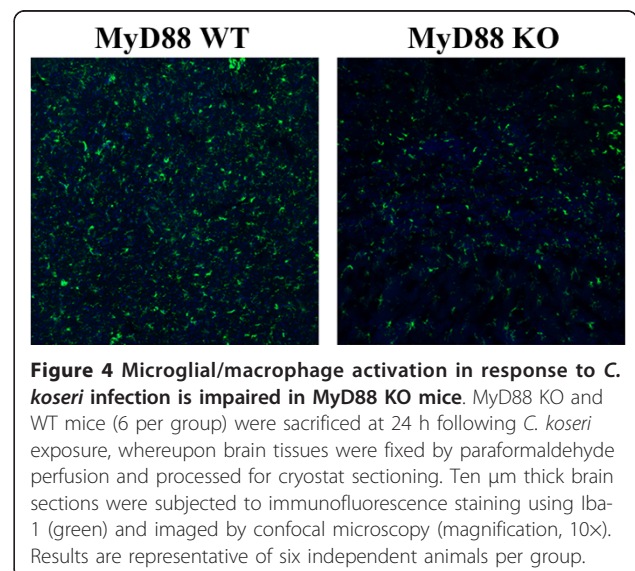 MyD88 WT
MyD88 KO
Figure 4 Microglial/macrophage activation in response to C.
koseri infection is impaired in MyD88 KO mice. MyD88 KO and
WT mice (6 per group) were sacrificed at 24 h following C. koseri
exposure, whereupon brain tissues were fixed by paraformaldehyde
perfusion and processed for cryostat sectioning. Ten μm thick brain
sections were subjected to immunofluorescence staining using Iba-
1 (green) and imaged by confocal microscopy (magnification, 10×).
Results are representative of six independent animals per group.